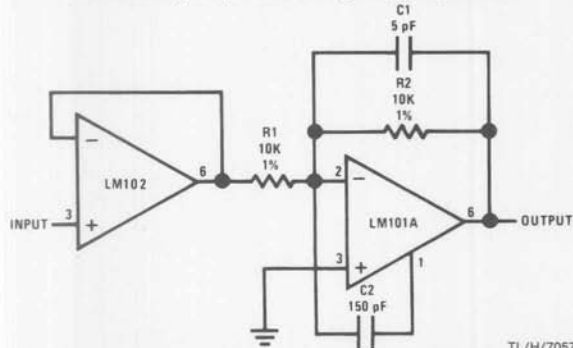 C1
5 pF
R2
10K
1%
R1
10K
1%
−
LM102
6
INPUT
3
+
2
−
LM101A
6
OUTPUT
3
+
1
C2
150 pF